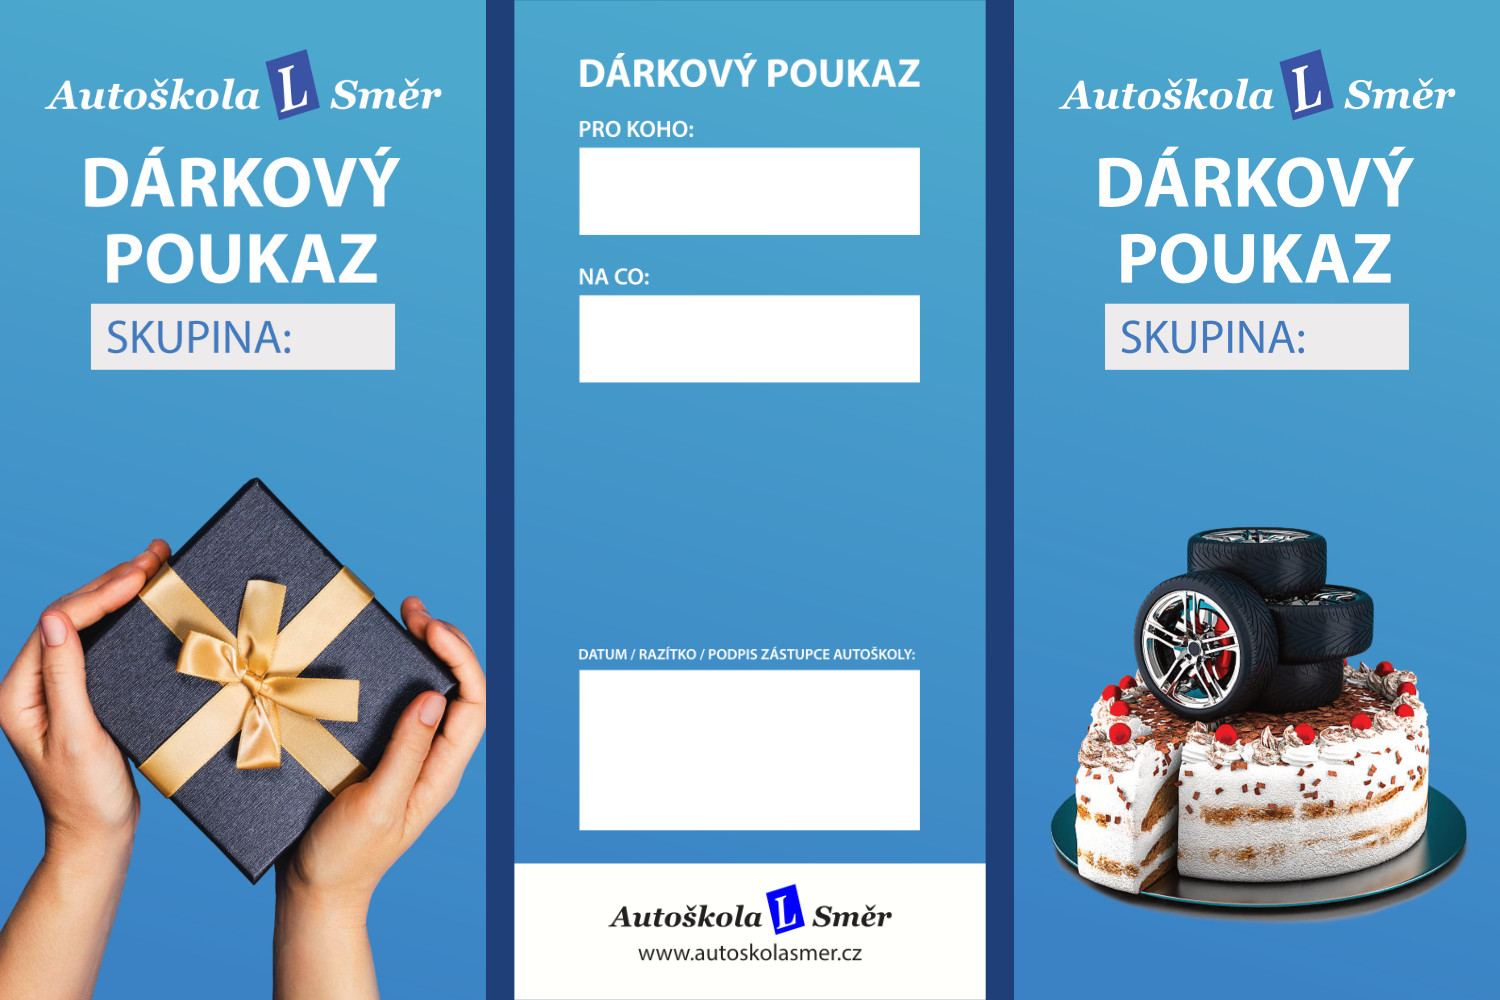 Autoškola L Směr
DÁRKOVÝ
POUKAZ
SKUPINA:
DÁRKOVÝ POUKAZ
PRO KOHO:
NA CO:
DATUM / RAZÍTKO / PODPIS ZÁSTUPCE AUTOŠKOLY:
Autoškola L Směr
www.autoskolasmer.cz
Autoškola L Směr
DÁRKOVÝ
POUKAZ
SKUPINA: